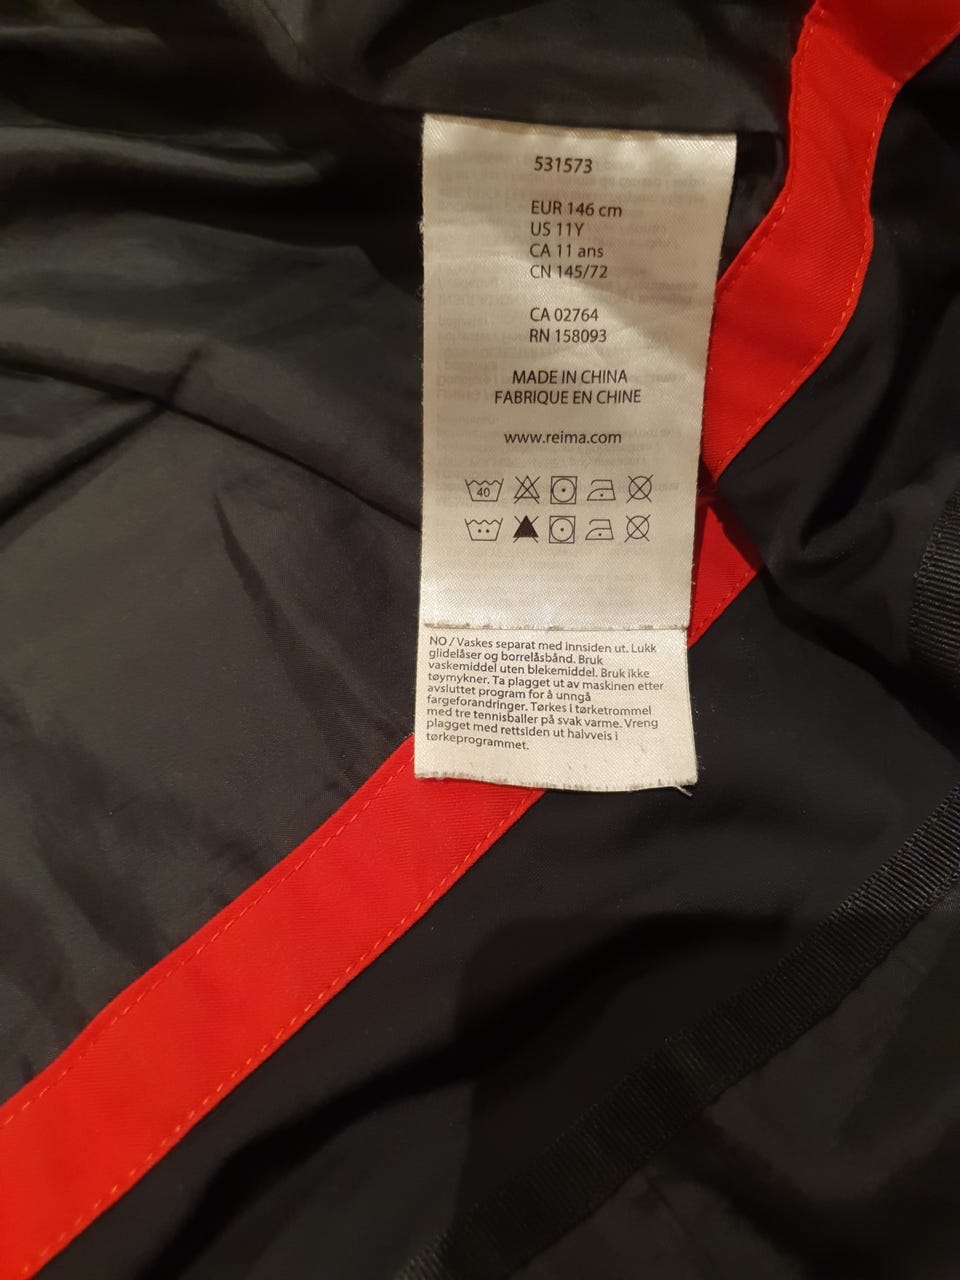 531573
EUR 146 cm
US 11Y
CA 11 ans
CN 145/72
CA 02764
RN 158093
MADE IN CHINA
FABRIQUE EN CHINE
www.reima.com
40
NO / Vaskes separat med innsiden ut. Lukk
glidelåser og borrelåsbånd. Bruk
vaskemiddel uten blekemiddel. Bruk ikke
tøymykner. Ta plagget ut av maskinen etter
avsluttet program for å unngå
fargeforandringer. Tørkes i tørketrommel
med tre tennisballer på svak varme. Vreng
plagget med rettsiden ut halvveis i
tørkeprogrammet.